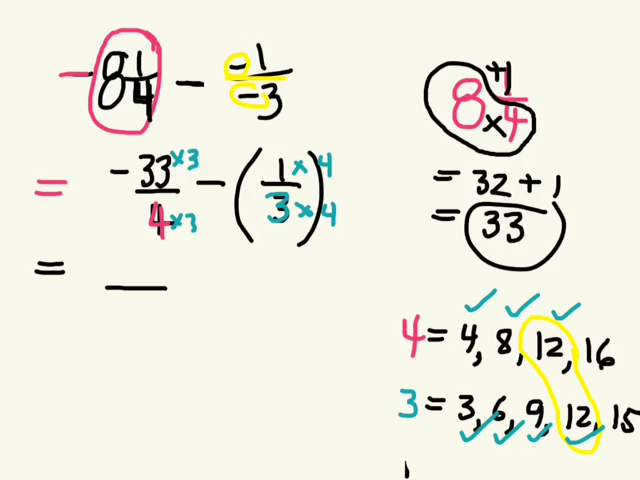 -8 1/4 - -1/-3
= -33×3/4×3 - (1×4/3×4)
= __
8 × + 1/4
= 32 + 1
= 33
4 = 4, 8, 12, 16
3 = 3, 6, 9, 12, 15